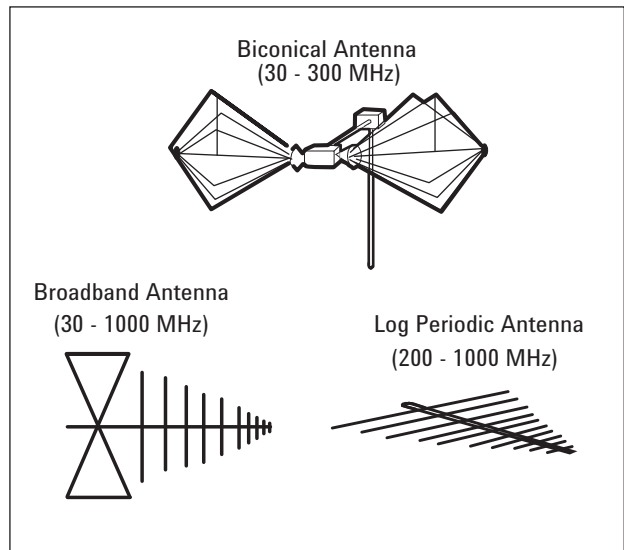 Biconical Antenna
(30 - 300 MHz)
Broadband Antenna
(30 - 1000 MHz)
Log Periodic Antenna
(200 - 1000 MHz)